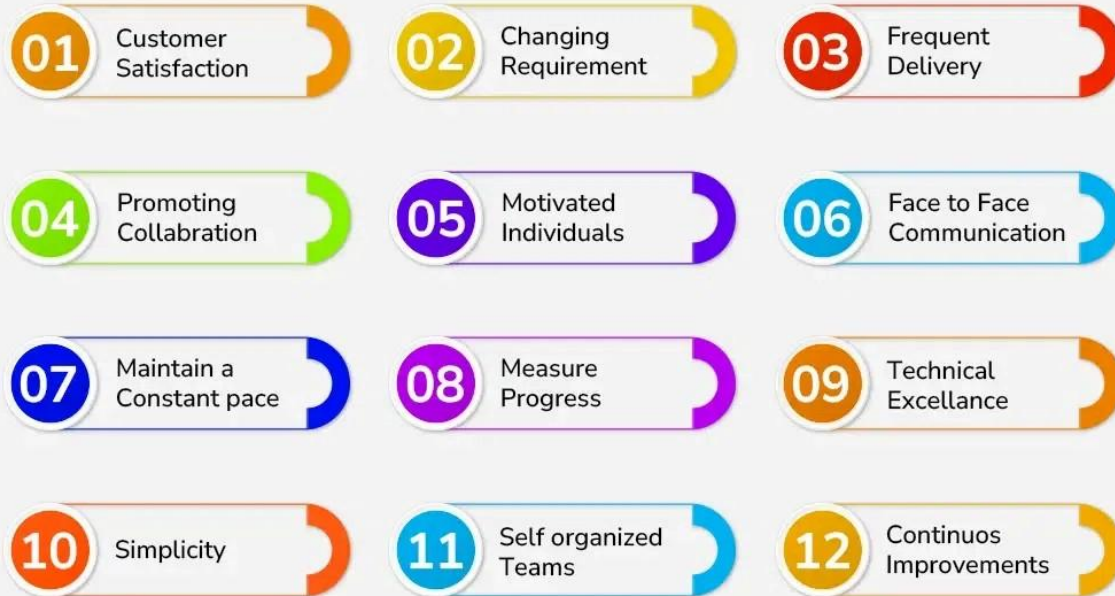 01
Customer
Satisfaction
02
Changing
Requirement
03
Frequent
Delivery
04
Promoting
Collabration
05
Motivated
Individuals
06
Face to Face
Communication
07
Maintain a
Constant pace
08
Measure
Progress
09
Technical
Excellance
10
Simplicity
11
Self organized
Teams
12
Continuos
Improvements